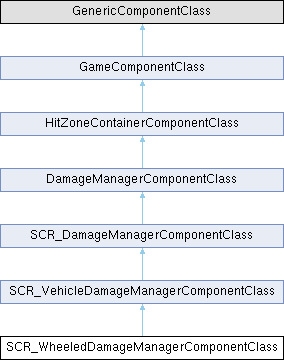 GenericComponentClass
GameComponentClass
HitZoneContainerComponentClass
DamageManagerComponentClass
SCR_DamageManagerComponentClass
SCR_VehicleDamageManagerComponentClass
SCR_WheeledDamageManagerComponentClass